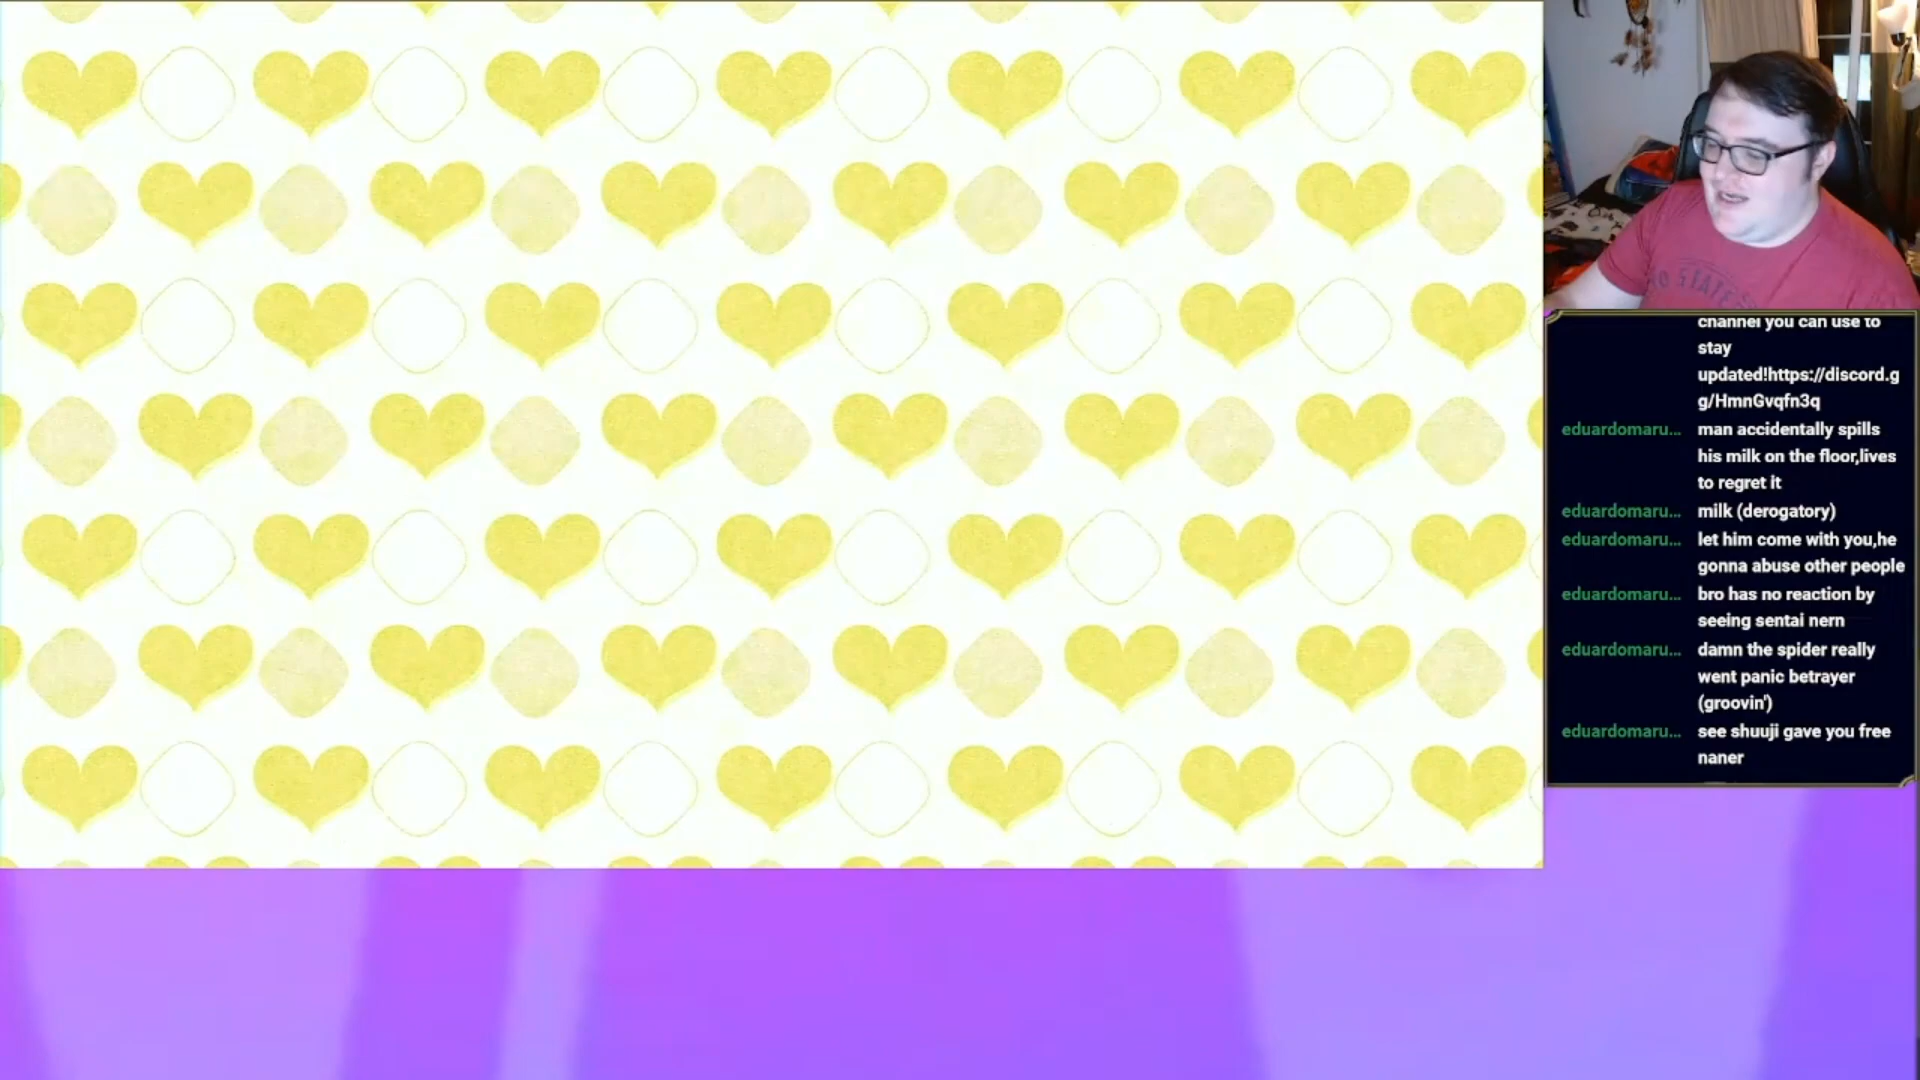 IO STATE
channel you can use to
stay
updated!https://discord.g
g/HmnGvqfn3q
eduardomaru... man accidentally spills
his milk on the floor,lives
to regret it
eduardomaru... milk (derogatory)
eduardomaru... let him come with you,he
gonna abuse other people
eduardomaru... bro has no reaction by
seeing sentai nern
eduardomaru... damn the spider really
went panic betrayer
(groovin')
eduardomaru... see shuuji gave you free
naner